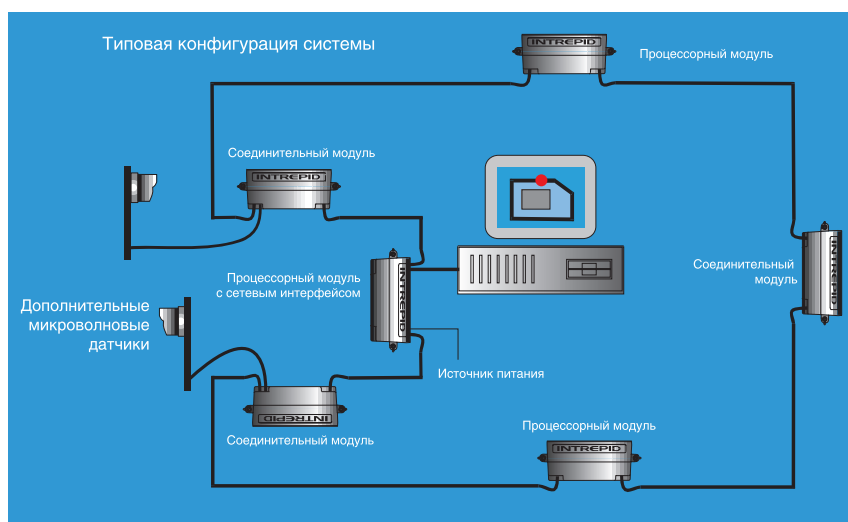 Типовая конфигурация системы
INTREPID
Процессорный модуль
Соединительный модуль
INTREPID
Процессорный модуль
с сетевым интерфейсом
INTREPID
Соединительный
модуль
INTREPID
Дополнительные
микроволновые
датчики
Источник питания
INTREPID
Соединительный модуль
Процессорный модуль
INTREPID